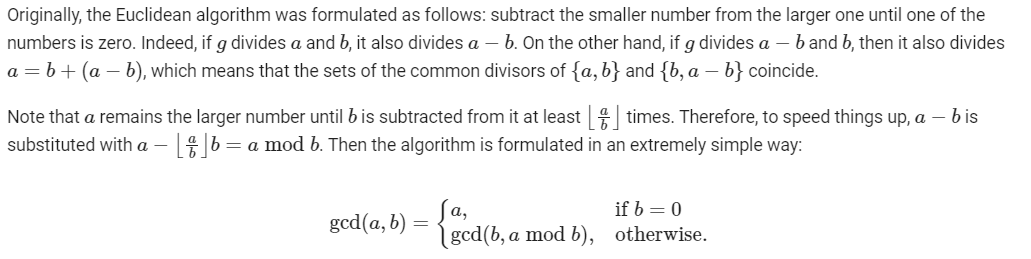 Originally, the Euclidean algorithm was formulated as follows: subtract the smaller number from the larger one until one of the
numbers is zero. Indeed, if g divides a and b, it also divides a − b. On the other hand, if g divides a − b and b, then it also divides
a = b + (a − b), which means that the sets of the common divisors of {a, b} and {b, a − b} coincide.
Note that a remains the larger number until b is subtracted from it at least ⌊a/b⌋ times. Therefore, to speed things up, a − b is
substituted with a − ⌊a/b⌋b = a mod b. Then the algorithm is formulated in an extremely simple way:
gcd(a, b) = { a, if b = 0
gcd(b, a mod b), otherwise.